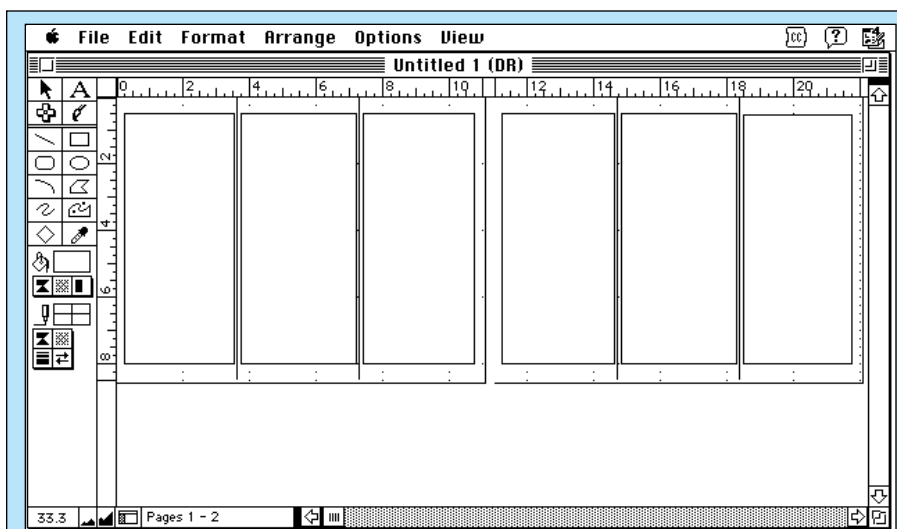 File Edit Format Arrange Options View
Untitled 1 (DR)
A
0 2 4 6 8 10 12 14 16 18 20
2
4
6
8
33.3 Pages 1 - 2